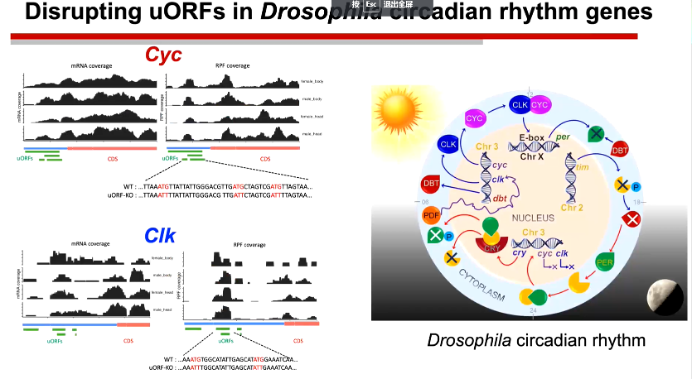 Disrupting uORFs in Drosophila circadian rhythm genes
按 Esc 退出全屏
Cyc
mRNA coverage
RPF coverage
mRNA coverage
RPF coverage
female_body
male_body
female_head
male_head
uORFs
CDS
uORFs
CDS
WT : ...TTAAATGTTATTATTGGGACGTTGATGCTAGTCGATGTTAGTAA...
uORF-KO : ...TTAAATTTTATTATTGGGACG TTGATTCTAGTCGATTTTAGTAA...
Clk
mRNA coverage
RPF coverage
mRNA coverage
RPF coverage
female_body
male_body
female_head
male_head
uORFs
CDS
uORFs
CDS
WT : ...AAATGTGGCATATTGAGCATATGGAAATCAA...
uORF-KO : ...AAATTTGGCATATTGAGCATATTGAAATCAA...
CYC
CLK
CYC
E-box
per
Chr X
DBT
CLK
Chr 3
cyc
clk
dbt
tim
Chr 2
P
DBT
06
18
PDF
NUCLEUS
P
Chr 3
CRY
cry
cyc
clk
PER
CYTOPLASM
24
Drosophila circadian rhythm